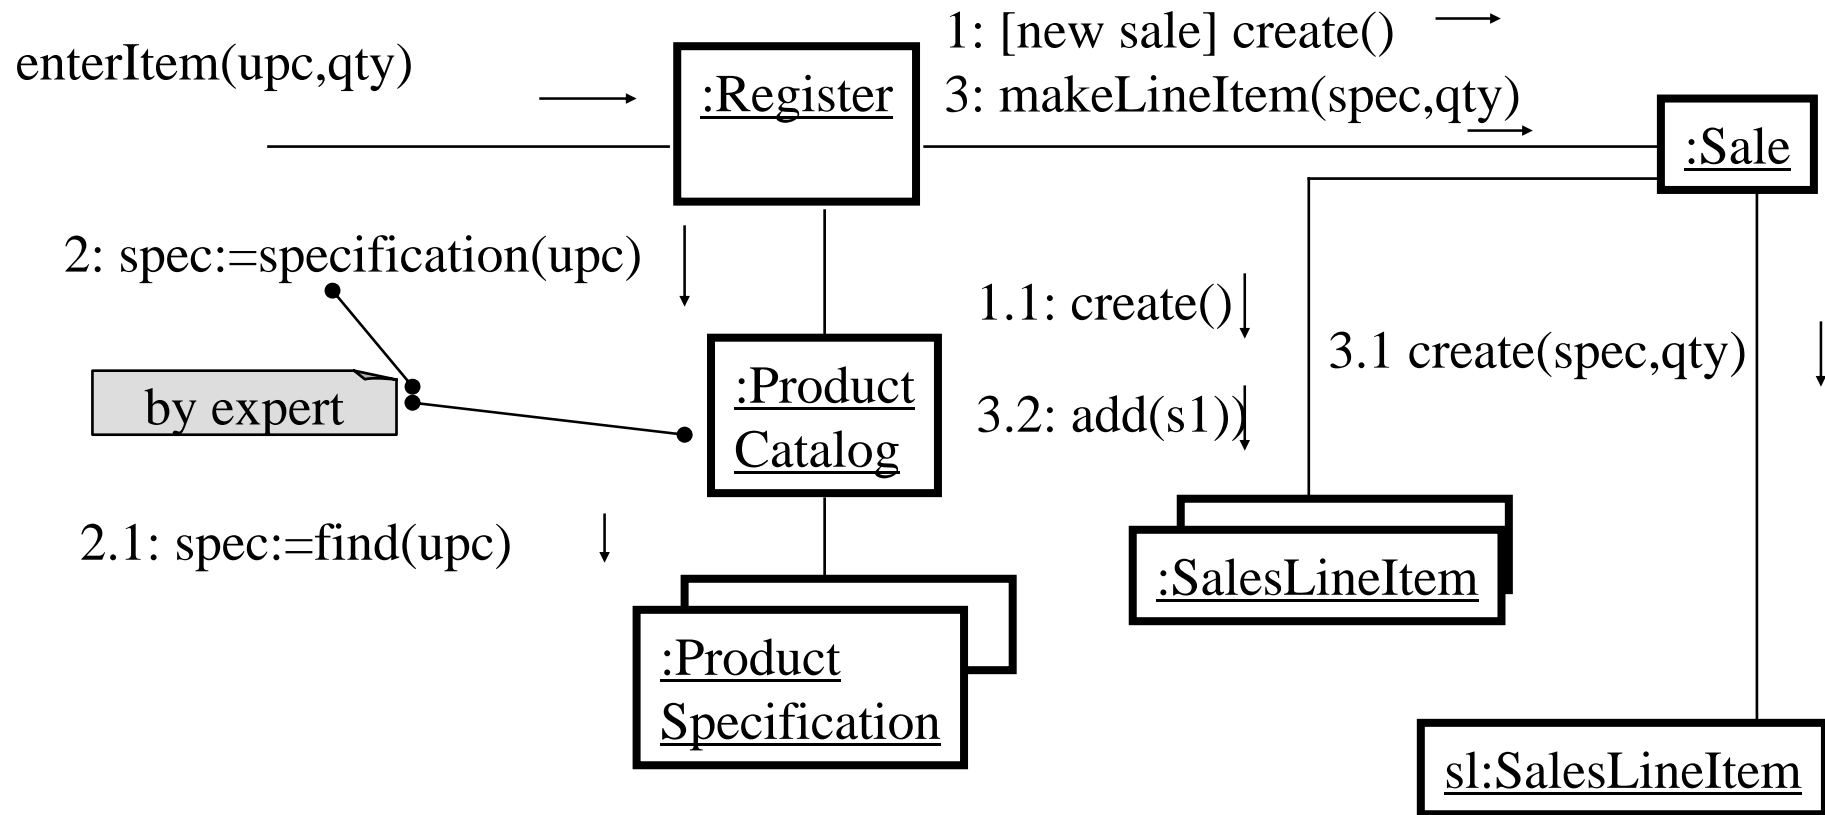 1: [new sale] create()
enterItem(upc,qty)
:Register
3: makeLineItem(spec,qty)
:Sale
2: spec:=specification(upc)
1.1: create()
3.1 create(spec,qty)
:Product
Catalog
by expert
3.2: add(s1))
2.1: spec:=find(upc)
:SalesLineItem
:Product
Specification
sl:SalesLineItem